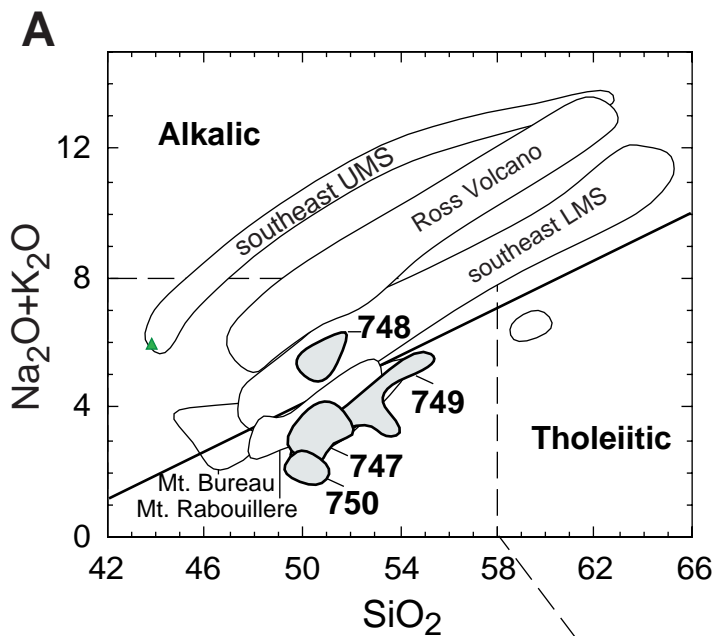 A
Alkalic
southeast UMS
Ross Volcano
southeast LMS
748
749
747
750
Tholeiitic
Mt. Bureau
Mt. Rabouillere
Na₂O+K₂O
12
8
4
0
42
46
50
54
58
62
66
SiO₂